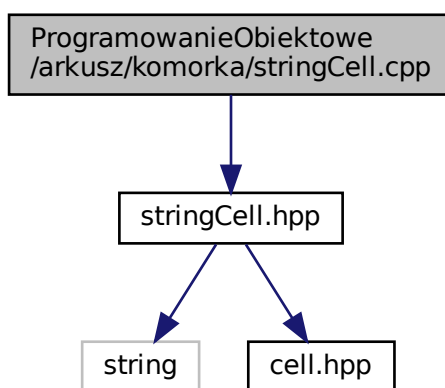 ProgramowanieObiektowe
/arkusz/komorka/stringCell.cpp
stringCell.hpp
string
cell.hpp